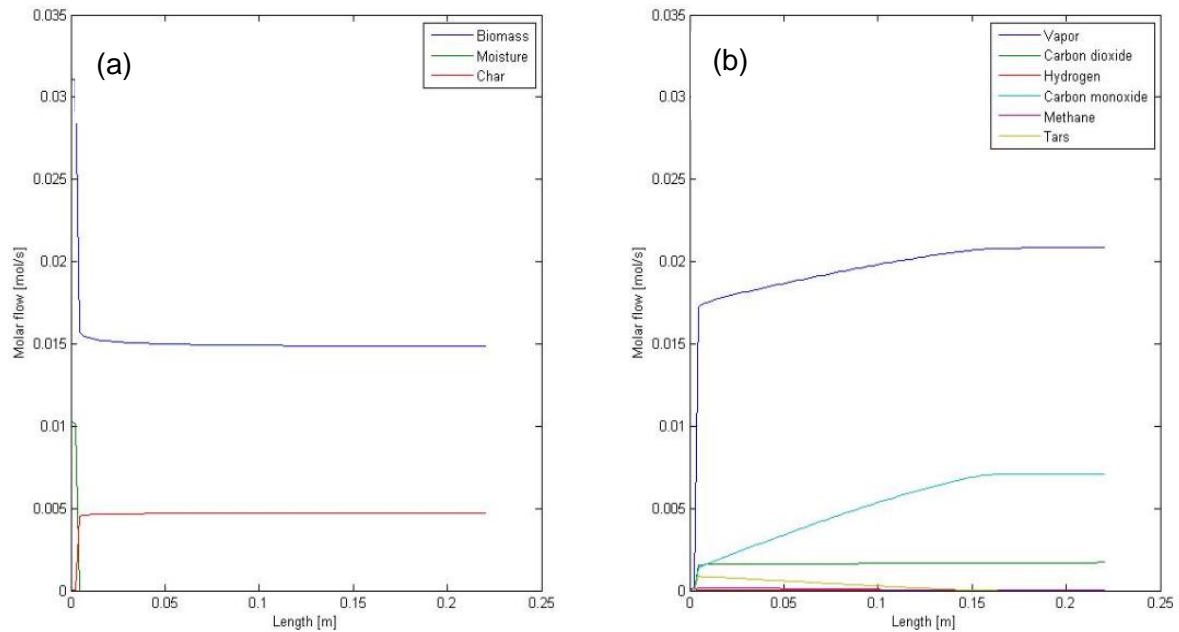 (a)
Biomass
Moisture
Char
0.035
0.03
0.025
0.02
0.015
0.01
0.005
0
Molar flow [mol/s]
0
0.05
0.1
0.15
0.2
0.25
Length [m]
(b)
Vapor
Carbon dioxide
Hydrogen
Carbon monoxide
Methane
Tars
0.035
0.03
0.025
0.02
0.015
0.01
0.005
0
Molar flow [mol/s]
0
0.05
0.1
0.15
0.2
0.25
Length [m]